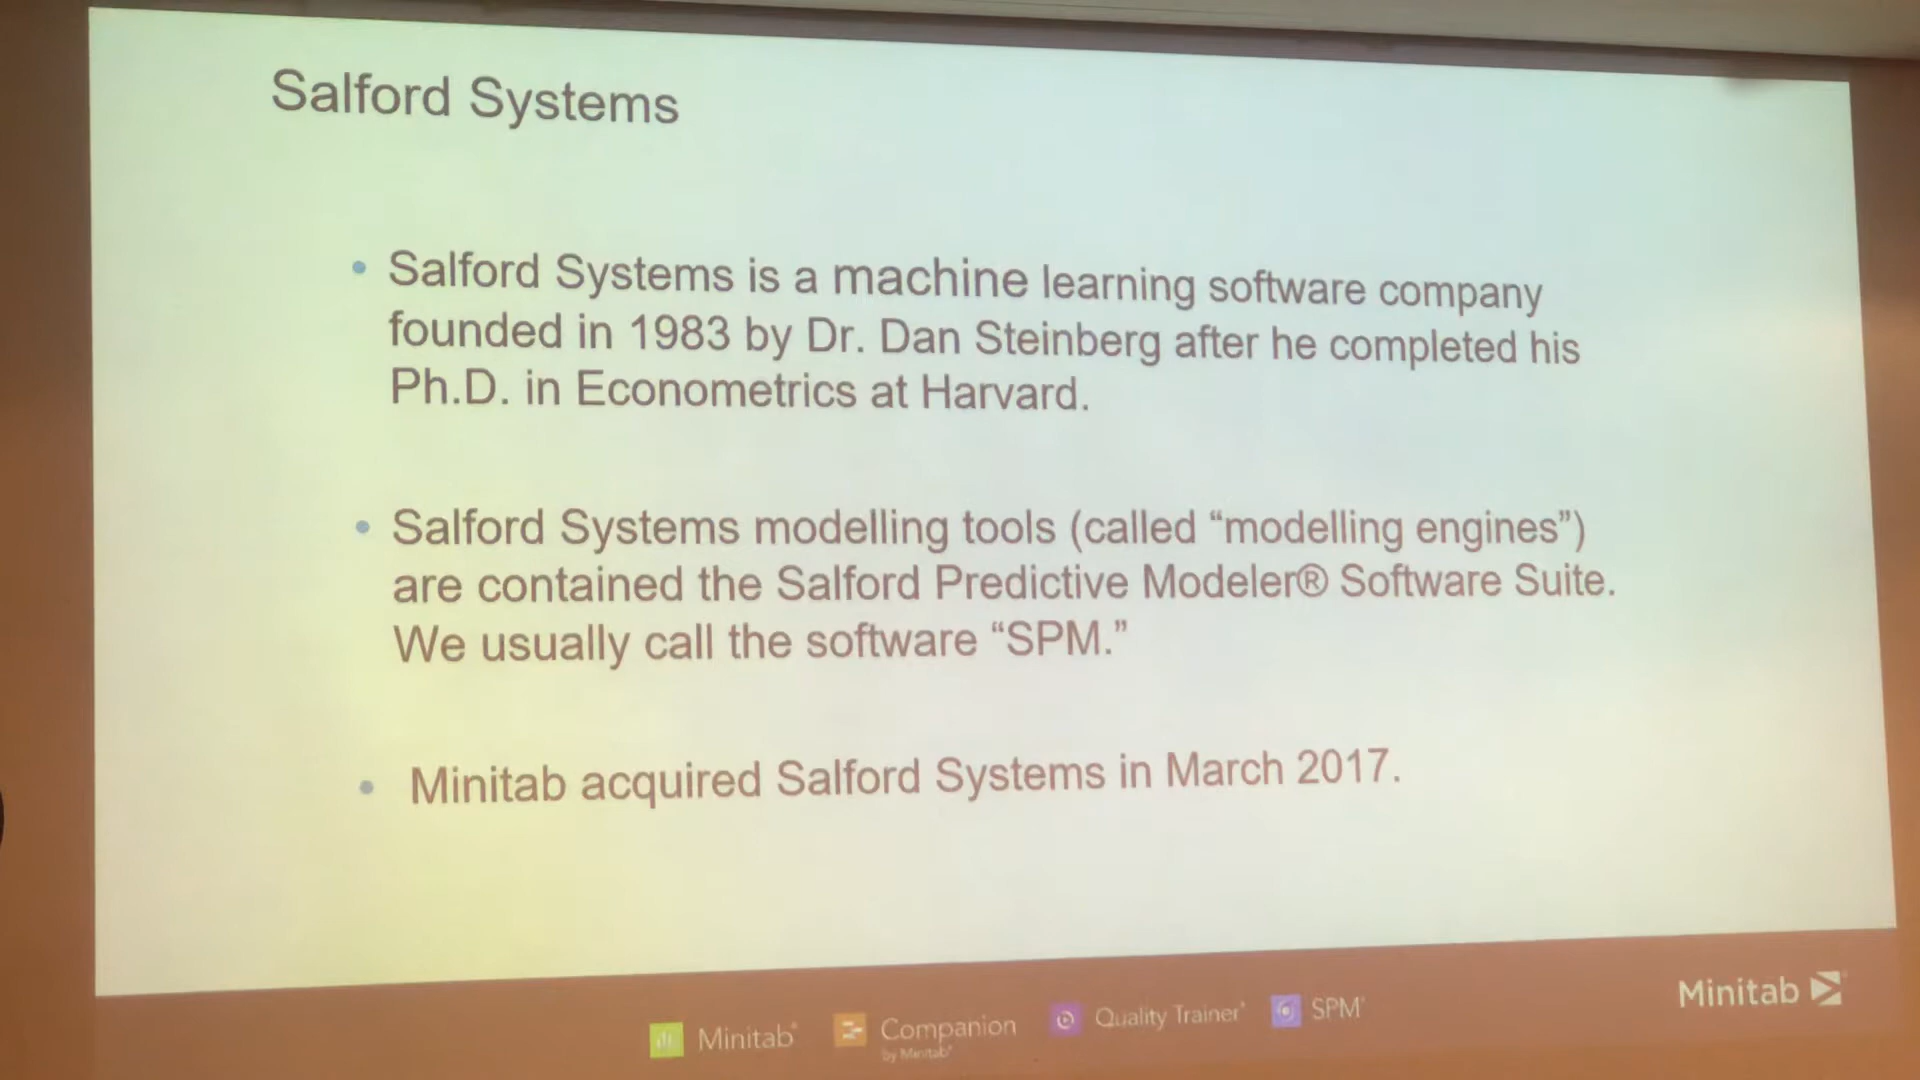 Salford Systems
• Salford Systems is a machine learning software company
founded in 1983 by Dr. Dan Steinberg after he completed his
Ph.D. in Econometrics at Harvard.
• Salford Systems modelling tools (called “modelling engines”)
are contained the Salford Predictive Modeler® Software Suite.
We usually call the software “SPM.”
• Minitab acquired Salford Systems in March 2017.
Minitab
Companion
by Minitab
Quality Trainer
SPM
Minitab